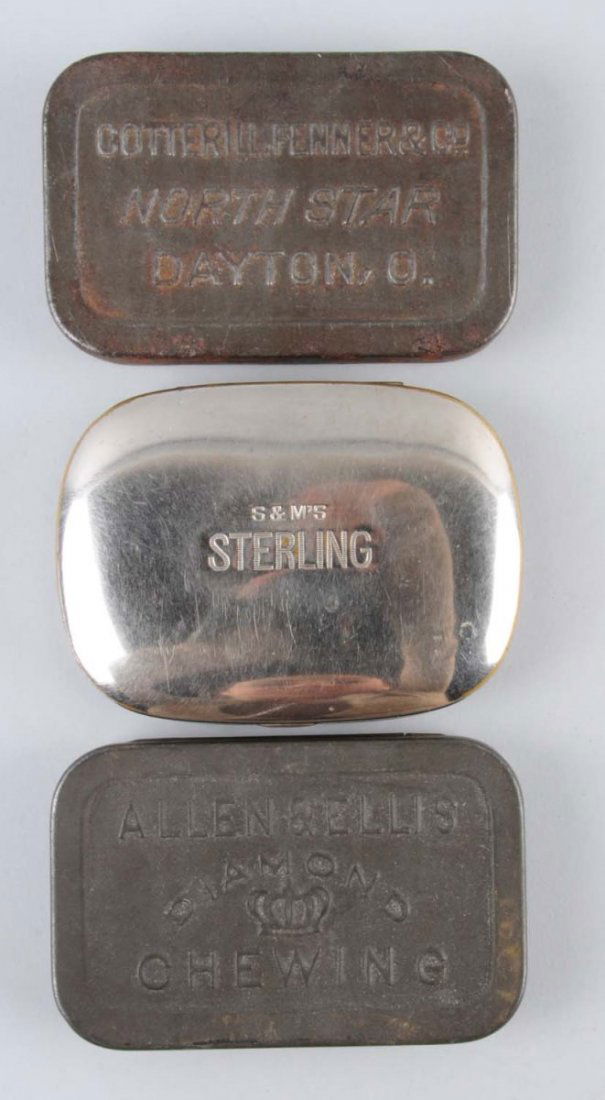 COTTERILL. FENNER & CO
NORTH STAR
DAYTON, O.
S & M'S
STERLING
ALLEN & ELLIS
DIAMOND
CHEWING